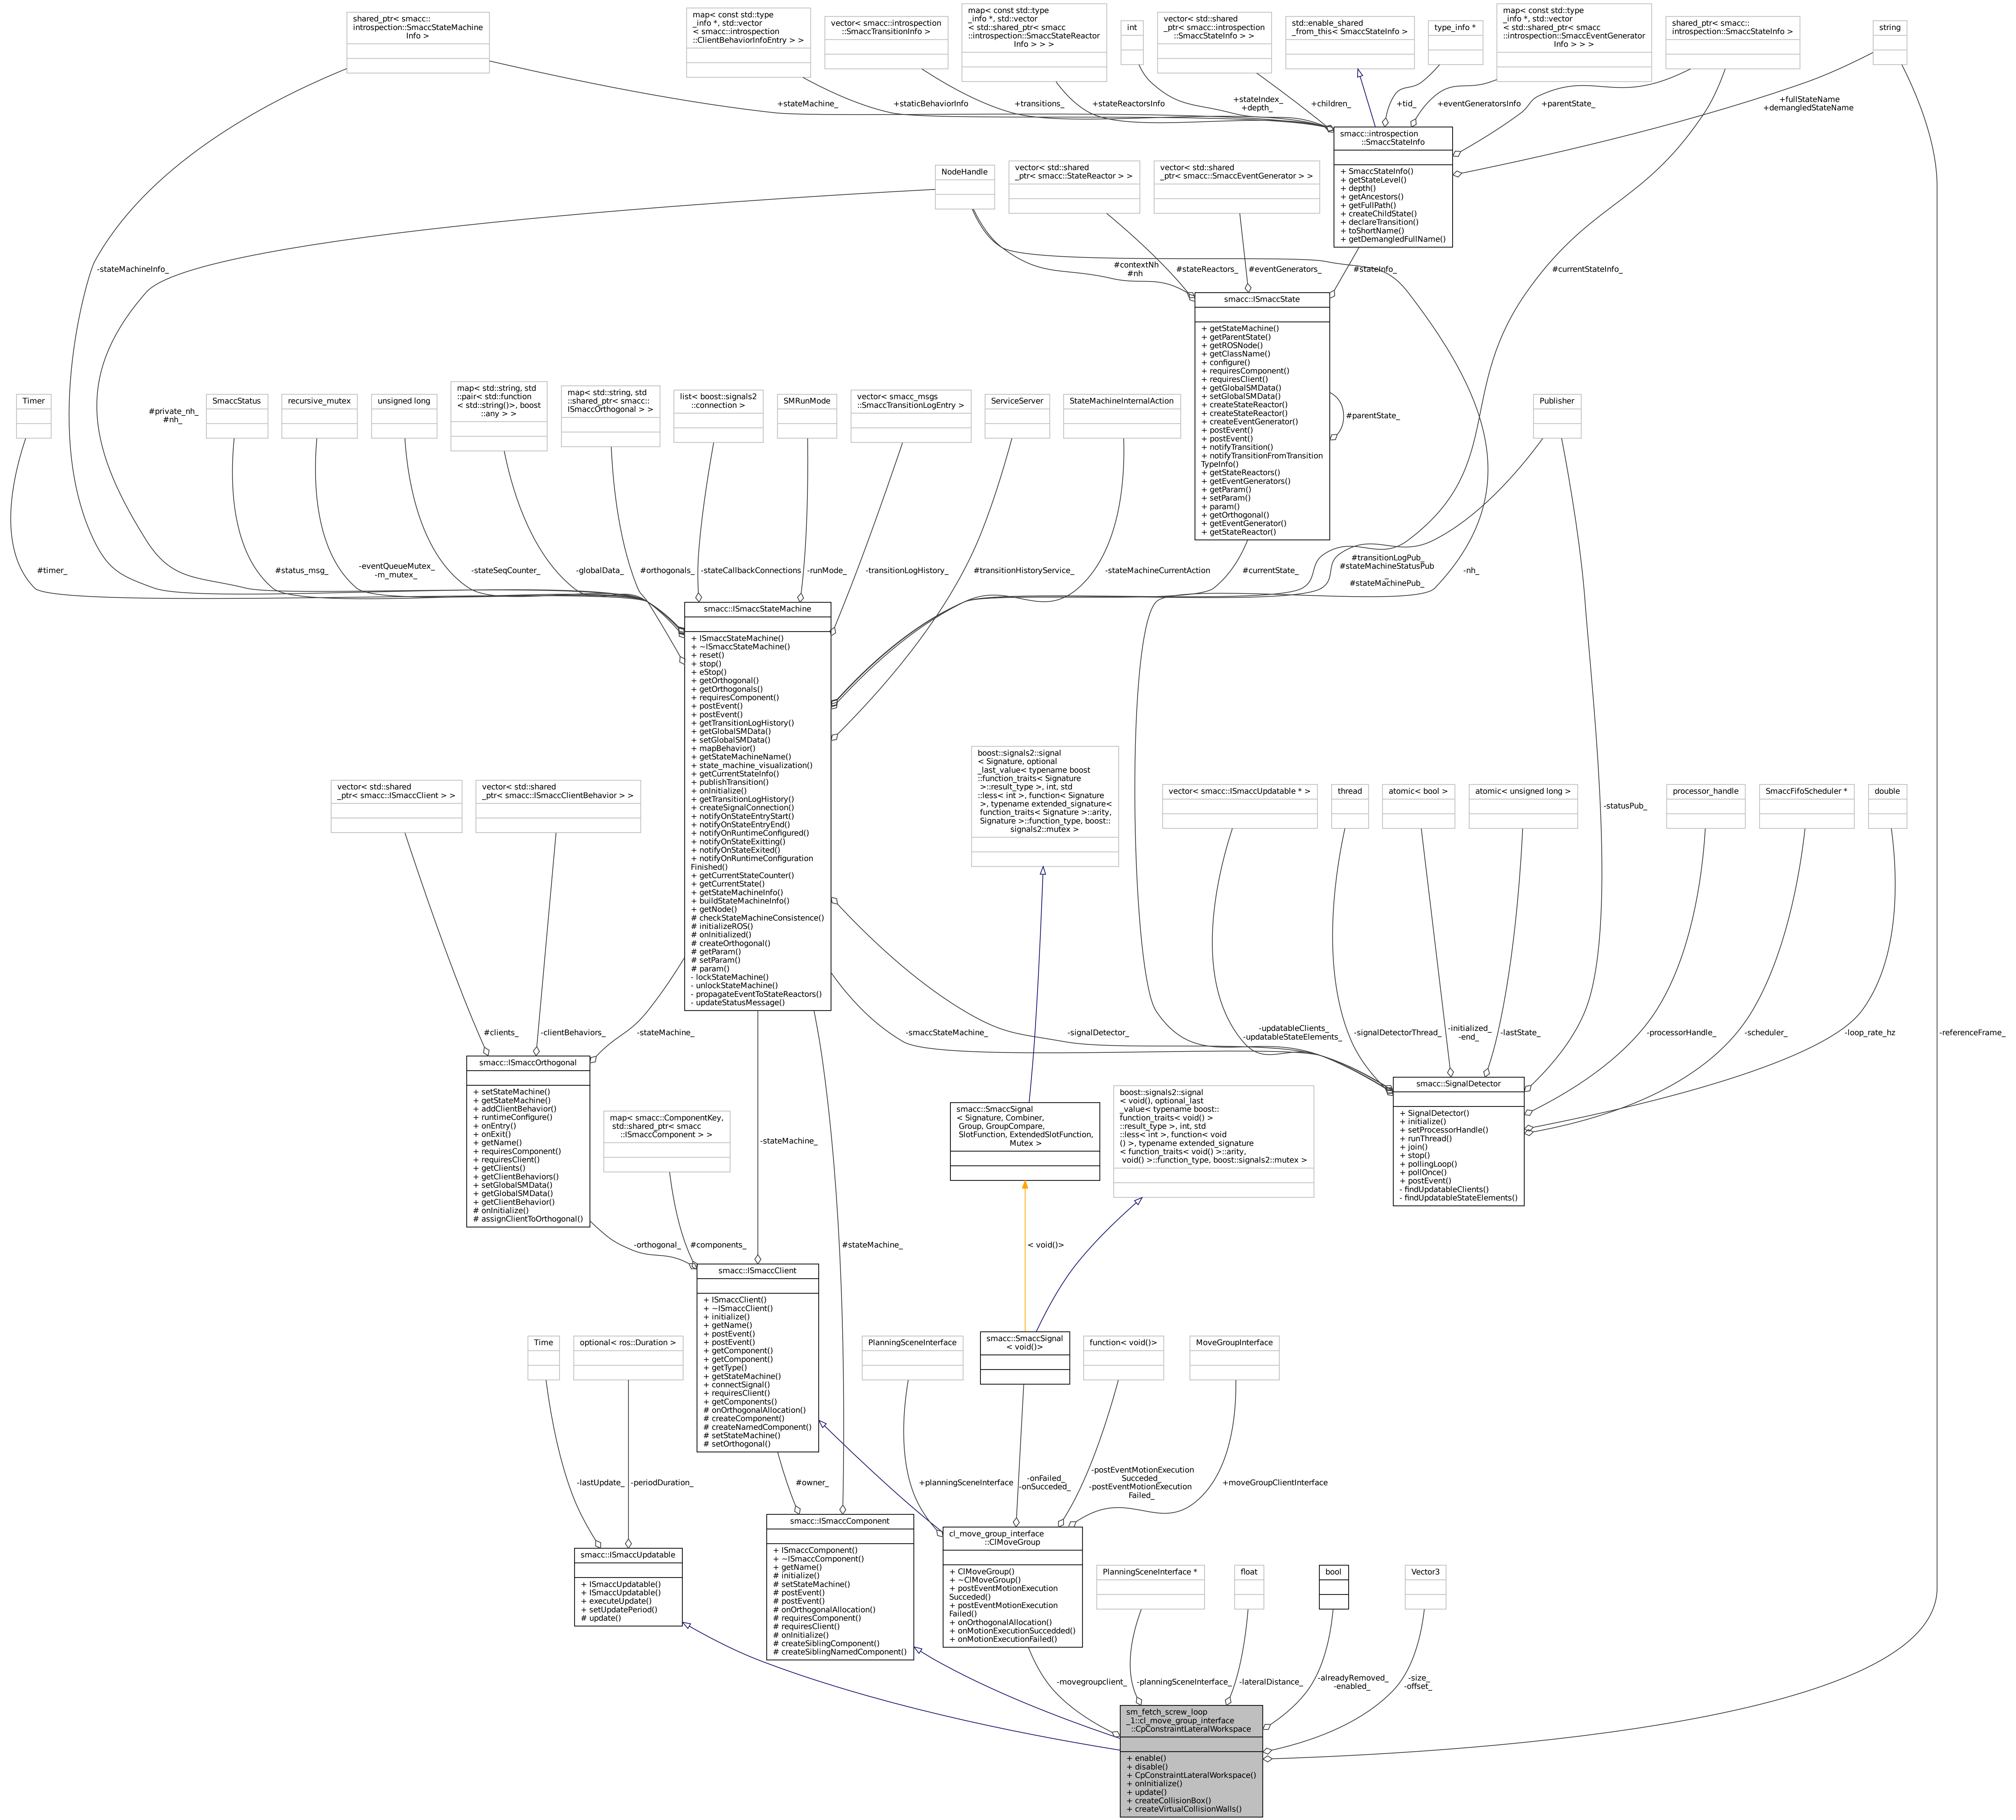 shared_ptr< smacc::
introspection::SmaccStateMachine
Info >
map< const std::type
_info *, std::vector
< smacc::introspection
::ClientBehaviorInfoEntry > >
vector< smacc::introspection
::SmaccTransitionInfo >
map< const std::type
_info *, std::vector
< std::shared_ptr< smacc
::introspection::SmaccStateReactor
Info > > >
int
vector< std::shared
_ptr< smacc::introspection
::SmaccStateInfo > >
std::enable_shared
_from_this< SmaccStateInfo >
type_info *
map< const std::type
_info *, std::vector
< std::shared_ptr< smacc
::introspection::SmaccEventGenerator
Info > > >
shared_ptr< smacc::
introspection::SmaccStateInfo >
string
+stateMachine_
+staticBehaviorInfo
+transitions_
+stateReactorsInfo
+stateIndex_
+depth_
+children_
+tid_
+eventGeneratorsInfo
+parentState_
+fullStateName
+demangledStateName
smacc::introspection
::SmaccStateInfo
+ SmaccStateInfo()
+ getStateLevel()
+ depth()
+ getAncestors()
+ getFullPath()
+ createChildState()
+ declareTransition()
+ toShortName()
+ getDemangledFullName()
NodeHandle
vector< std::shared
_ptr< smacc::StateReactor > >
vector< std::shared
_ptr< smacc::SmaccEventGenerator > >
-stateMachineInfo_
#contextNh
#nh
#stateReactors_
#eventGenerators_
#stateInfo_
#currentStateInfo_
smacc::ISmaccState
+ getStateMachine()
+ getParentState()
+ getROSNode()
+ getClassName()
+ configure()
+ requiresComponent()
+ requiresClient()
+ getGlobalSMData()
+ setGlobalSMData()
+ createStateReactor()
+ createStateReactor()
+ createEventGenerator()
+ postEvent()
+ postEvent()
+ notifyTransition()
+ notifyTransitionFromTransition
TypeInfo()
+ getStateReactors()
+ getEventGenerators()
+ getParam()
+ setParam()
+ param()
+ getOrthogonal()
+ getEventGenerator()
+ getStateReactor()
#parentState_
Timer
#private_nh_
#nh_
SmaccStatus
recursive_mutex
unsigned long
map< std::string, std
::pair< std::function
< std::string()>, boost
::any > >
map< std::string, std
::shared_ptr< smacc::
ISmaccOrthogonal > >
list< boost::signals2
::connection >
SMRunMode
vector< smacc_msgs
::SmaccTransitionLogEntry >
ServiceServer
StateMachineInternalAction
Publisher
#timer_
#status_msg_
-eventQueueMutex_
-m_mutex_
-stateSeqCounter_
-globalData_
#orthogonals_
-stateCallbackConnections
-runMode_
-transitionLogHistory_
#transitionHistoryService_
-stateMachineCurrentAction
#currentState_
#transitionLogPub_
#stateMachineStatusPub
_
#stateMachinePub_
-nh_
smacc::ISmaccStateMachine
+ ISmaccStateMachine()
+ ~ISmaccStateMachine()
+ reset()
+ stop()
+ eStop()
+ getOrthogonal()
+ getOrthogonals()
+ requiresComponent()
+ postEvent()
+ postEvent()
+ getTransitionLogHistory()
+ getGlobalSMData()
+ setGlobalSMData()
+ mapBehavior()
+ getStateMachineName()
+ state_machine_visualization()
+ getCurrentStateInfo()
+ publishTransition()
+ onInitialize()
+ getTransitionLogHistory()
+ createSignalConnection()
+ notifyOnStateEntryStart()
+ notifyOnStateEntryEnd()
+ notifyOnRuntimeConfigured()
+ notifyOnStateExitting()
+ notifyOnStateExited()
+ notifyOnRuntimeConfiguration
Finished()
+ getCurrentStateCounter()
+ getCurrentState()
+ getStateMachineInfo()
+ buildStateMachineInfo()
+ getNode()
# checkStateMachineConsistence()
# initializeROS()
# onInitialized()
# createOrthogonal()
# getParam()
# setParam()
# param()
- lockStateMachine()
- unlockStateMachine()
- propagateEventToStateReactors()
- updateStatusMessage()
boost::signals2::signal
< Signature, optional
_last_value< typename boost
::function_traits< Signature
>::result_type >, int, std
::less< int >, function< Signature
>, typename extended_signature<
function_traits< Signature >::arity,
Signature >::function_type, boost::
signals2::mutex >
vector< std::shared
_ptr< smacc::ISmaccClient > >
vector< std::shared
_ptr< smacc::ISmaccClientBehavior > >
vector< smacc::ISmaccUpdatable * >
thread
atomic< bool >
atomic< unsigned long >
processor_handle
SmaccFifoScheduler *
double
-statusPub_
#clients_
-clientBehaviors_
-stateMachine_
-smaccStateMachine_
-signalDetector_
-updatableClients_
-updatableStateElements_
-signalDetectorThread_
-initialized_
-end_
-lastState_
-processorHandle_
-scheduler_
-loop_rate_hz
-referenceFrame_
smacc::ISmaccOrthogonal
+ setStateMachine()
+ getStateMachine()
+ addClientBehavior()
+ runtimeConfigure()
+ onEntry()
+ onExit()
+ getName()
+ requiresComponent()
+ requiresClient()
+ getClients()
+ getClientBehaviors()
+ setGlobalSMData()
+ getGlobalSMData()
+ getClientBehavior()
# onInitialize()
# assignClientToOrthogonal()
map< smacc::ComponentKey,
std::shared_ptr< smacc
::ISmaccComponent > >
-stateMachine_
smacc::SmaccSignal
< Signature, Combiner,
Group, GroupCompare,
SlotFunction, ExtendedSlotFunction,
Mutex >
boost::signals2::signal
< void(), optional_last
_value< typename boost::
function_traits< void() >
::result_type >, int, std
::less< int >, function< void
() >, typename extended_signature
< function_traits< void() >::arity,
void() >::function_type, boost::signals2::mutex >
smacc::SignalDetector
+ SignalDetector()
+ initialize()
+ setProcessorHandle()
+ runThread()
+ join()
+ stop()
+ pollingLoop()
+ pollOnce()
+ postEvent()
- findUpdatableClients()
- findUpdatableStateElements()
-orthogonal_
#components_
#stateMachine_
< void()>
smacc::ISmaccClient
+ ISmaccClient()
+ ~ISmaccClient()
+ initialize()
+ getName()
+ postEvent()
+ postEvent()
+ getComponent()
+ getComponent()
+ getType()
+ getStateMachine()
+ connectSignal()
+ requiresClient()
+ getComponents()
# onOrthogonalAllocation()
# createComponent()
# createNamedComponent()
# setStateMachine()
# setOrthogonal()
Time
optional< ros::Duration >
PlanningSceneInterface
smacc::SmaccSignal
< void()>
function< void()>
MoveGroupInterface
-lastUpdate_
-periodDuration_
#owner_
+planningSceneInterface
-onFailed_
-onSucceded_
-postEventMotionExecution
Succeded_
-postEventMotionExecution
Failed_
+moveGroupClientInterface
smacc::ISmaccUpdatable
+ ISmaccUpdatable()
+ ISmaccUpdatable()
+ executeUpdate()
+ setUpdatePeriod()
# update()
smacc::ISmaccComponent
+ ISmaccComponent()
+ ~ISmaccComponent()
+ getName()
# initialize()
# setStateMachine()
# postEvent()
# postEvent()
# onOrthogonalAllocation()
# requiresComponent()
# requiresClient()
# onInitialize()
# createSiblingComponent()
# createSiblingNamedComponent()
cl_move_group_interface
::ClMoveGroup
+ ClMoveGroup()
+ ~ClMoveGroup()
+ postEventMotionExecution
Succeded()
+ postEventMotionExecution
Failed()
+ onOrthogonalAllocation()
+ onMotionExecutionSuccedded()
+ onMotionExecutionFailed()
PlanningSceneInterface *
float
bool
Vector3
-movegroupclient_
-planningSceneInterface_
-lateralDistance_
-alreadyRemoved_
-enabled_
-size_
-offset_
sm_fetch_screw_loop
_1::cl_move_group_interface
::CpConstraintLateralWorkspace
+ enable()
+ disable()
+ CpConstraintLateralWorkspace()
+ onInitialize()
+ update()
+ createCollisionBox()
+ createVirtualCollisionWalls()